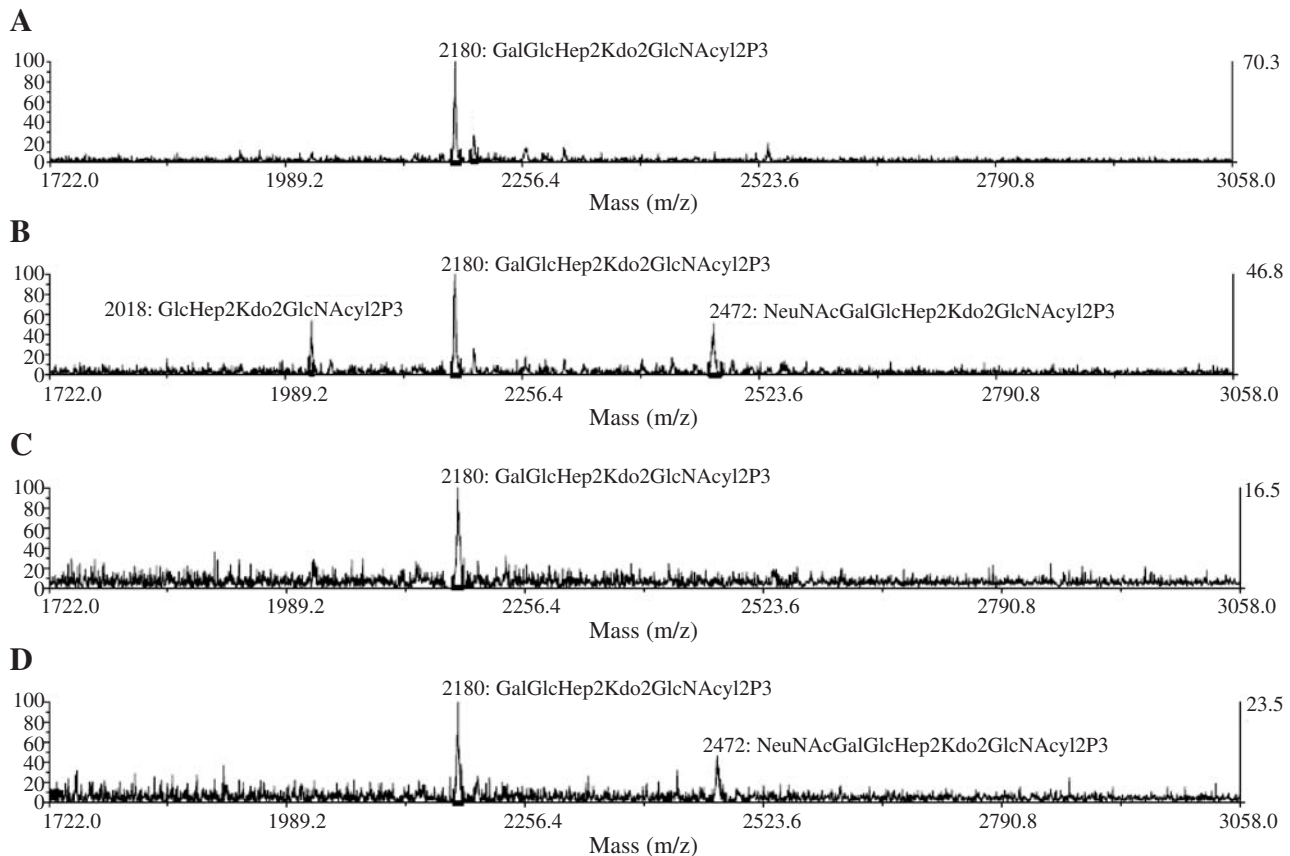 A
2180: GalGlcHep2Kdo2GlcNAcyl2P3
100
80
60
40
20
0
70.3
1722.0 1989.2 2256.4 2523.6 2790.8 3058.0
Mass (m/z)
B
2180: GalGlcHep2Kdo2GlcNAcyl2P3
2018: GlcHep2Kdo2GlcNAcyl2P3
2472: NeuNAcGalGlcHep2Kdo2GlcNAcyl2P3
100
80
60
40
20
0
46.8
1722.0 1989.2 2256.4 2523.6 2790.8 3058.0
Mass (m/z)
C
2180: GalGlcHep2Kdo2GlcNAcyl2P3
100
80
60
40
20
0
16.5
1722.0 1989.2 2256.4 2523.6 2790.8 3058.0
Mass (m/z)
D
2180: GalGlcHep2Kdo2GlcNAcyl2P3
2472: NeuNAcGalGlcHep2Kdo2GlcNAcyl2P3
100
80
60
40
20
0
23.5
1722.0 1989.2 2256.4 2523.6 2790.8 3058.0
Mass (m/z)